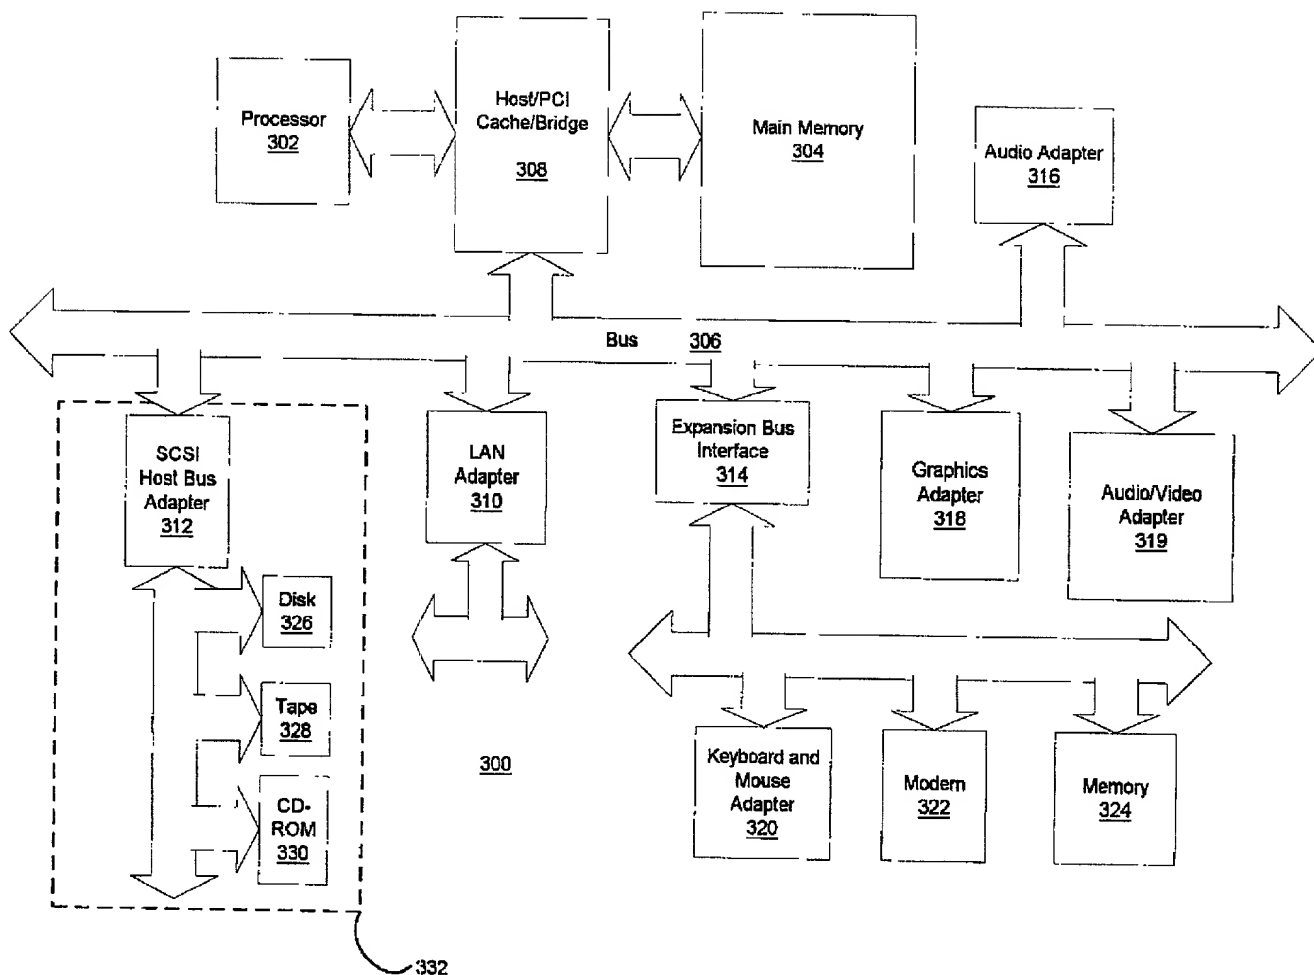 Processor
302
Host/PCI
Cache/Bridge
308
Main Memory
304
Audio Adapter
316
Bus 306
SCSI
Host Bus
Adapter
312
LAN
Adapter
310
Expansion Bus
Interface
314
Graphics
Adapter
318
Audio/Video
Adapter
319
Disk
326
Tape
328
CD-
ROM
330
300
Keyboard and
Mouse
Adapter
320
Modem
322
Memory
324
332